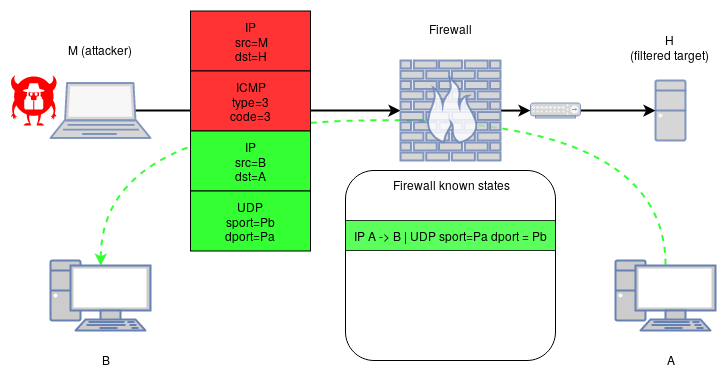 M (attacker)
IP
src=M
dst=H
ICMP
type=3
code=3
IP
src=B
dst=A
UDP
sport=Pb
dport=Pa
Firewall
H
(filtered target)
Firewall known states
IP A -> B | UDP sport=Pa dport = Pb
B
A